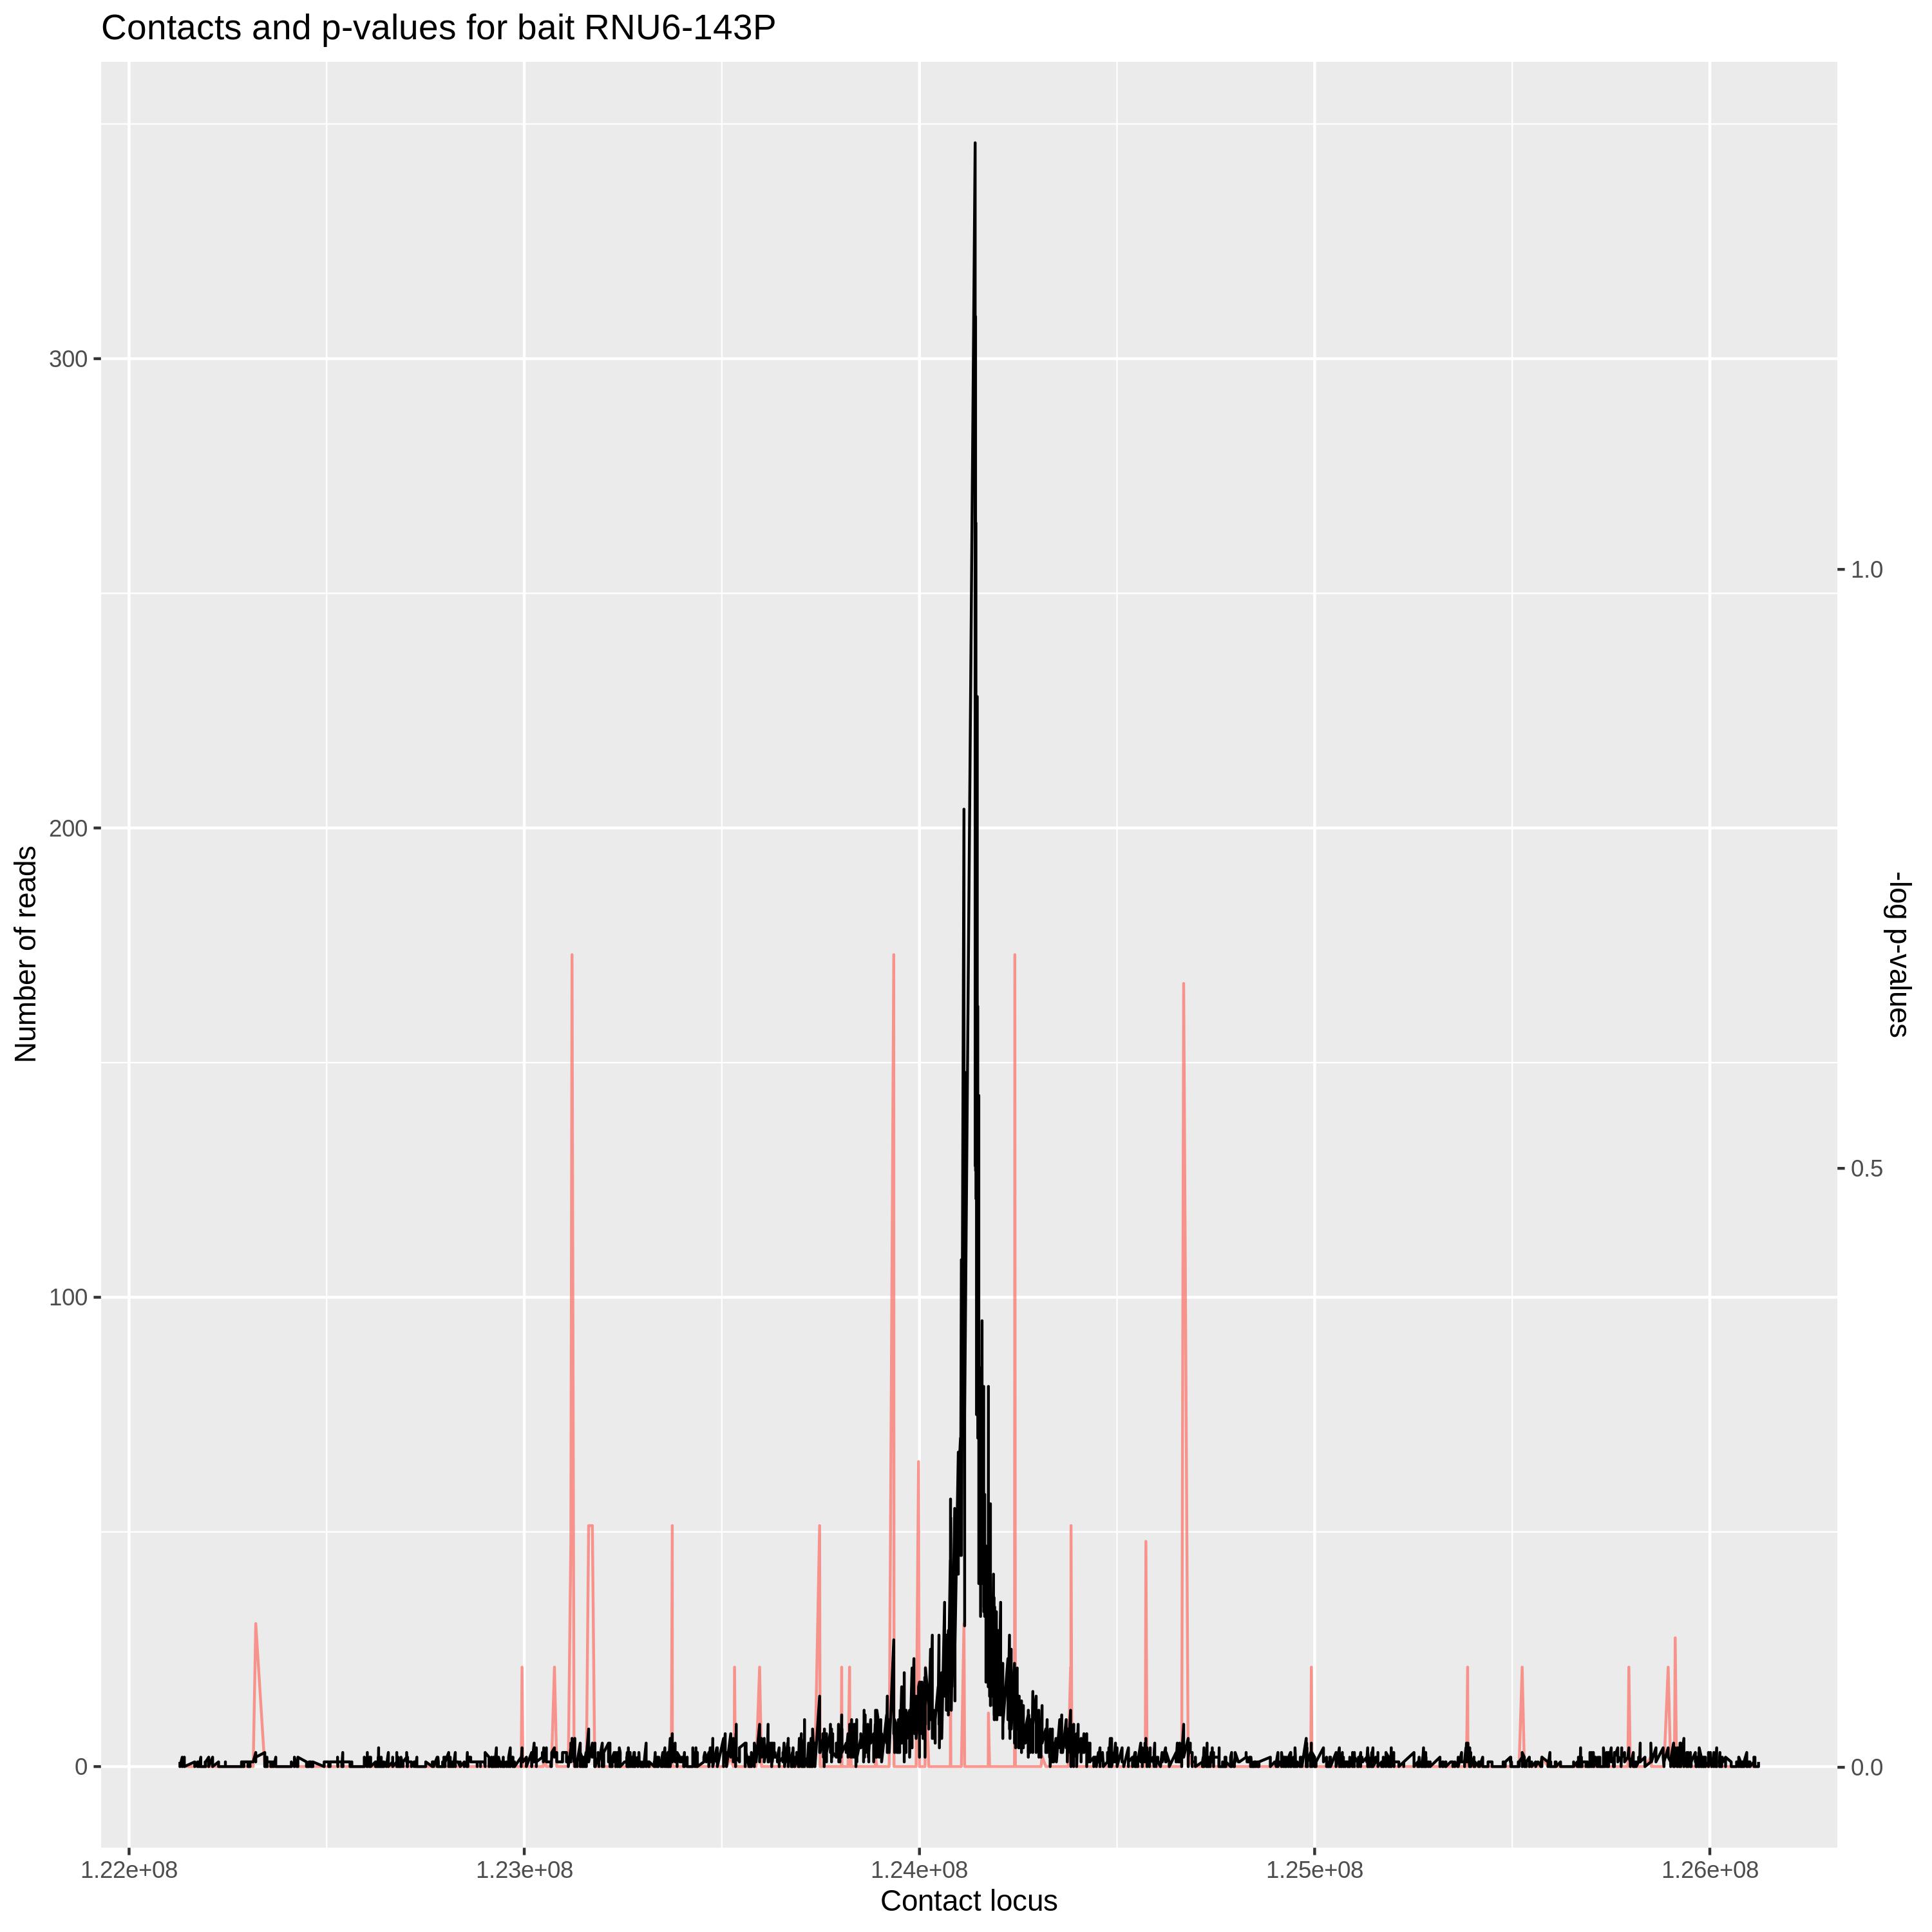 Contacts and p-values for bait RNU6-143P
300
200
100
0
Number of reads
1.0
0.5
0.0
-log p-values
1.22e+08
1.23e+08
1.24e+08
1.25e+08
1.26e+08
Contact locus